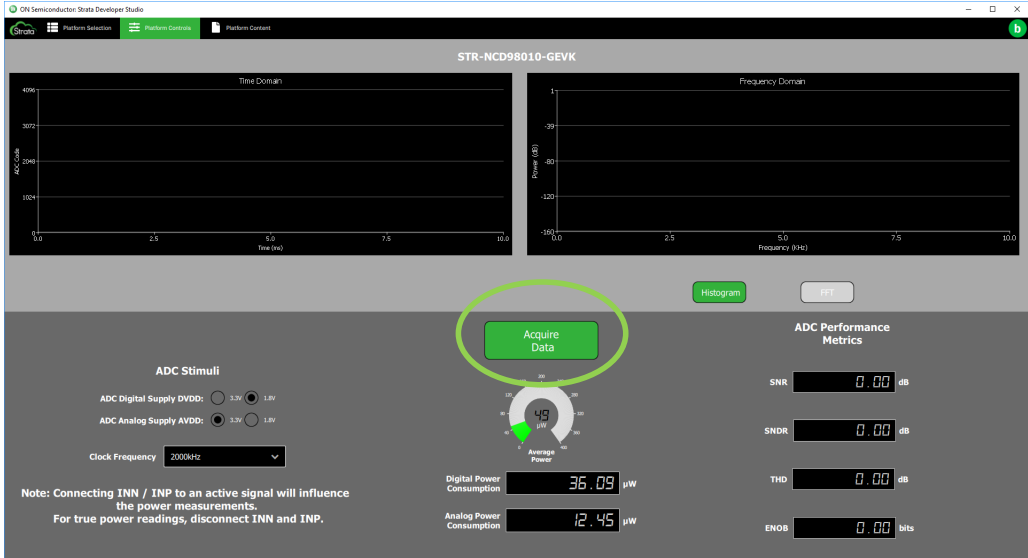 ON Semiconductor: Strata Developer Studio
Strata
Platform Selection
Platform Controls
Platform Content
b
STR-NCD98010-GEVK
Time Domain
4096
3072
2048
1024
0
ADC Code
0.0 2.5 5.0 7.5 10.0
Time (ms)
Frequency Domain
1
-39
-80
-120
-160
Power (dB)
0.0 2.5 5.0 7.5 10.0
Frequency (KHz)
Histogram
FFT
Acquire
Data
ADC Stimuli
ADC Digital Supply DVDD: 3.3V 1.8V
ADC Analog Supply AVDD: 3.3V 1.8V
Clock Frequency 2000kHz
Note: Connecting INN / INP to an active signal will influence
the power measurements.
For true power readings, disconnect INN and INP.
200
49
µW
0
400
Average
Power
Digital Power
Consumption 36.09 µW
Analog Power
Consumption 12.45 µW
ADC Performance
Metrics
SNR 0.00 dB
SNDR 0.00 dB
THD 0.00 dB
ENOB 0.00 bits